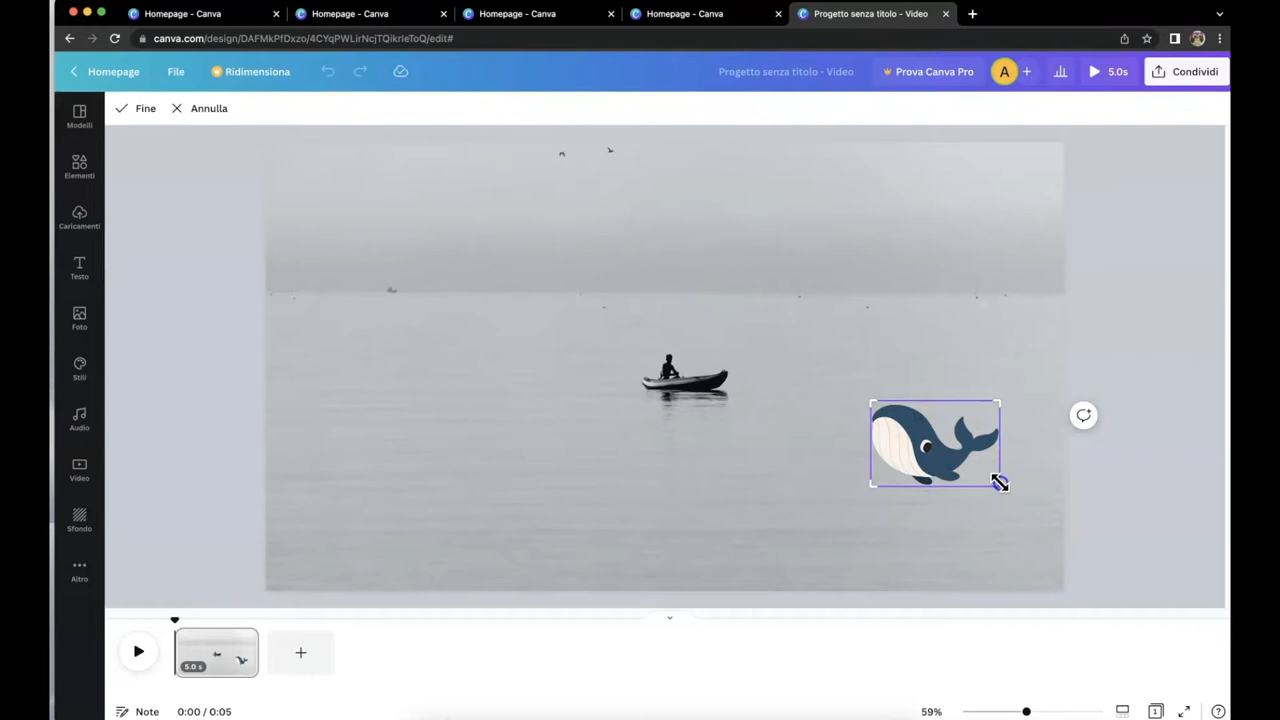 Homepage - Canva
Homepage - Canva
Homepage - Canva
Homepage - Canva
Progetto senza titolo - Video
canva.com/design/DAFMkPfDxzo/4CYqPWLirNcjTQikrleToQ/edit#
Homepage
File
Ridimensiona
Progetto senza titolo - Video
Prova Canva Pro
A
5.0s
Condividi
Fine
Annulla
Modelli
Elementi
Caricamenti
Testo
Foto
Stili
Audio
Video
Sfondo
Altro
5.0 s
Note
0:00 / 0:05
59%
1